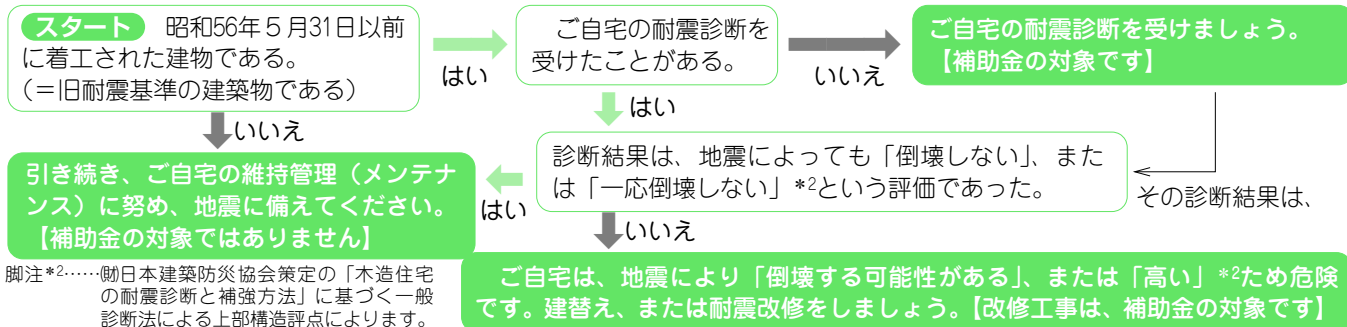 スタート　昭和56年５月31日以前
に着工された建物である。
（＝旧耐震基準の建築物である）
はい
ご自宅の耐震診断を
受けたことがある。
いいえ
ご自宅の耐震診断を受けましょう。
【補助金の対象です】
いいえ
はい
診断結果は、地震によっても「倒壊しない」、また
は「一応倒壊しない」*2という評価であった。
その診断結果は、
はい
引き続き、ご自宅の維持管理（メンテナ
ンス）に努め、地震に備えてください。
【補助金の対象ではありません】
いいえ
ご自宅は、地震により「倒壊する可能性がある」、または「高い」*2ため危険
です。建替え、または耐震改修をしましょう。【改修工事は、補助金の対象です】
脚注*2……㈶日本建築防災協会策定の「木造住宅
の耐震診断と補強方法」に基づく一般
診断法による上部構造評点によります。